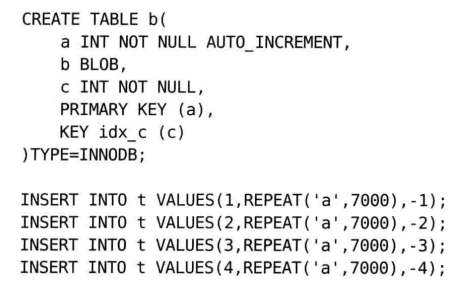 CREATE TABLE b(
    a INT NOT NULL AUTO_INCREMENT,
    b BLOB,
    c INT NOT NULL,
    PRIMARY KEY (a),
    KEY idx_c (c)
)TYPE=INNODB;

INSERT INTO t VALUES(1,REPEAT('a',7000),-1);
INSERT INTO t VALUES(2,REPEAT('a',7000),-2);
INSERT INTO t VALUES(3,REPEAT('a',7000),-3);
INSERT INTO t VALUES(4,REPEAT('a',7000),-4);